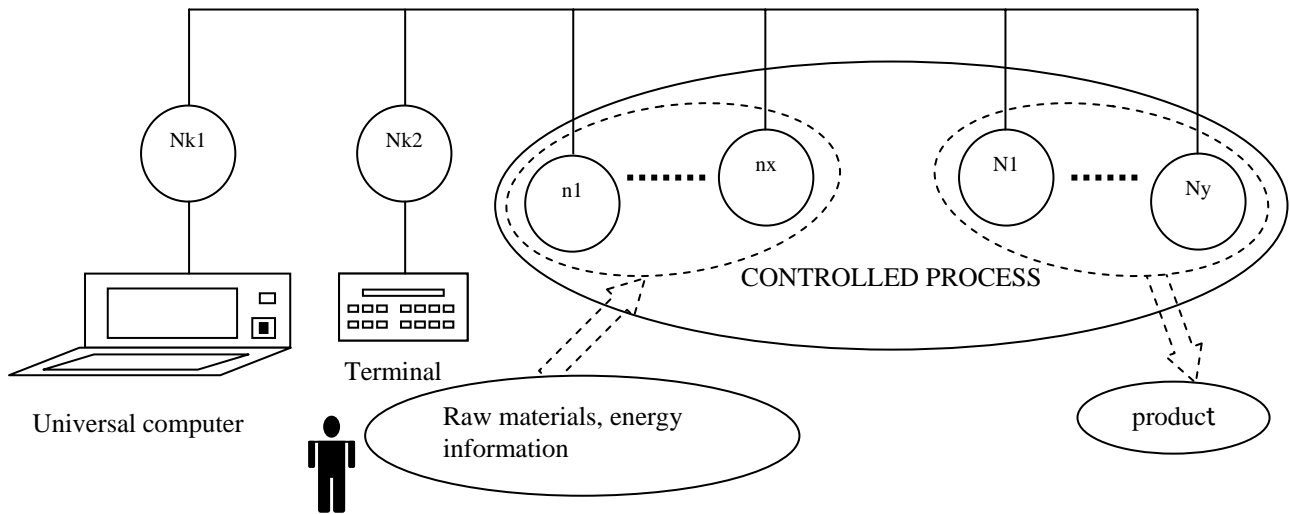 Nk1
Nk2
n1
nx
N1
Ny
CONTROLLED PROCESS
Terminal
Universal computer
Raw materials, energy
information
product